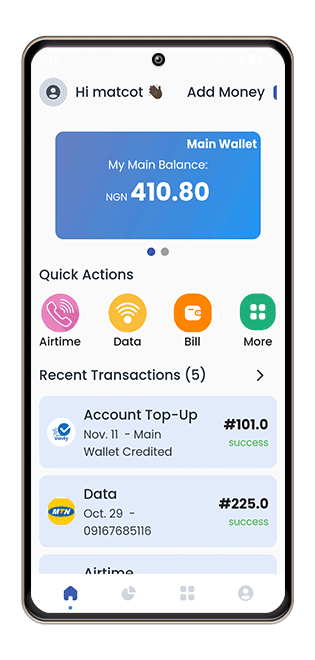 Hi matcot 👋🏿 Add Money
Main Wallet
My Main Balance:
NGN 410.80
Quick Actions
Airtime Data Bill More
Recent Transactions (5)
Account Top-Up
Nov. 11 - Main
Wallet Credited
#101.0
success
Data
Oct. 29 -
09167685116
#225.0
success
MTN
Airtime